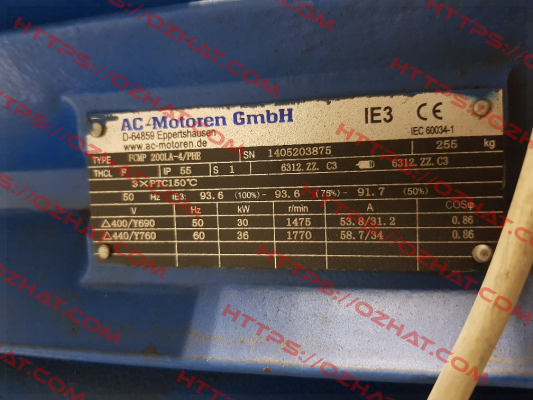 AC-Motoren GmbH
D-64859 Eppertshausen
www.ac-motoren.de
IE3 CE
IEC 60034-1
TYPE FCMP 200LA-4/PHE SN 1405203875 255 kg
THCL F IP 55 S 1 6312.ZZ.C3 6312.ZZ.C3
3×PTC150℃
50 Hz IE3: 93.6 (100%)- 93.6 (75%)- 91.7 (50%)
V Hz kW r/min A COSφ
△400/Y690 50 30 1475 53.8/31.2 0.86
△440/Y760 60 36 1770 58.7/34 0.86
HTTPS://OZHAT.COM